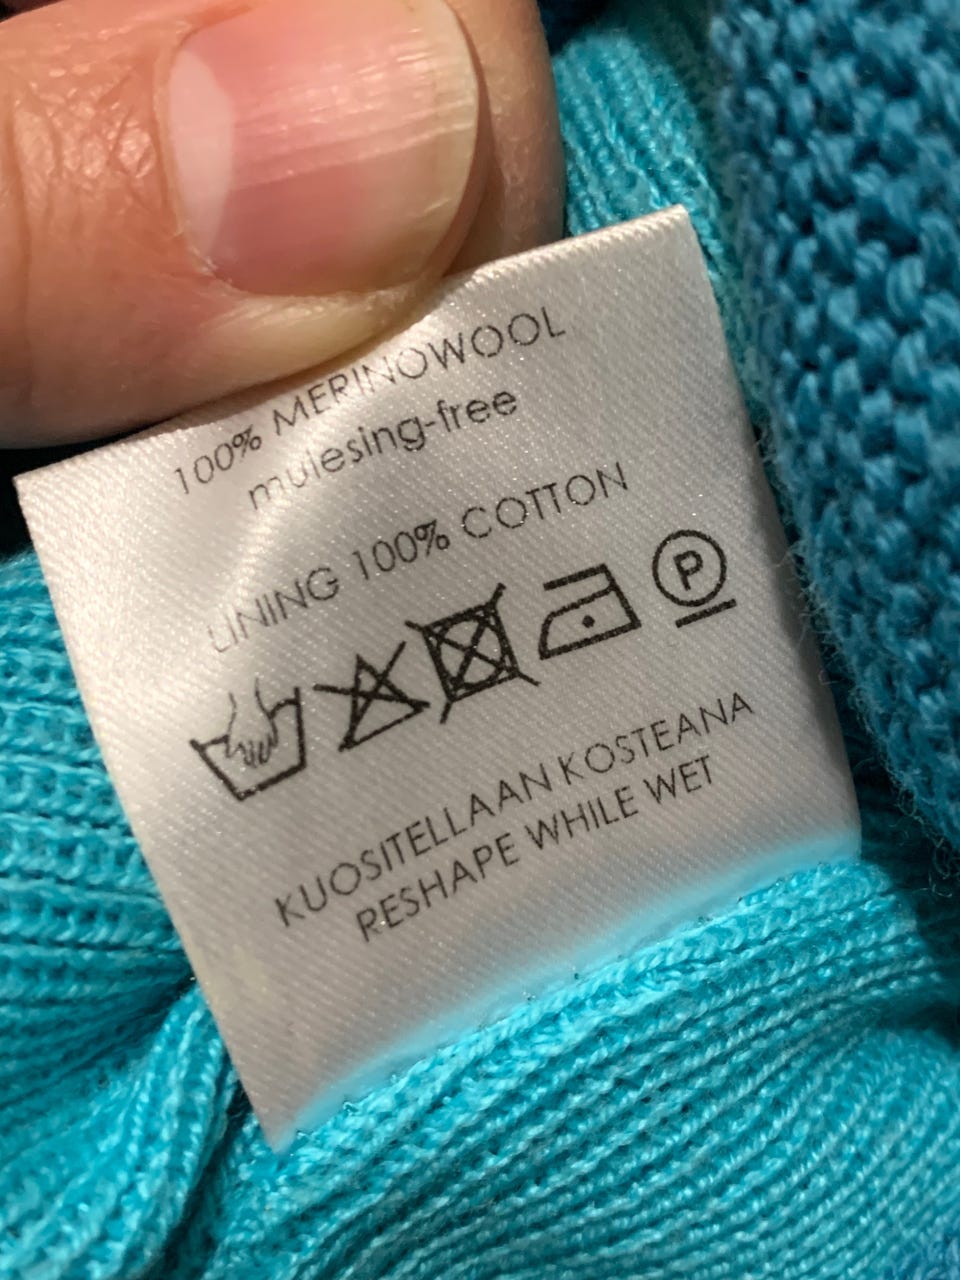 100% MERINOWOOL
mulesing-free
LINING 100% COTTON
P
KUOSITELLAAN KOSTEANA
RESHAPE WHILE WET